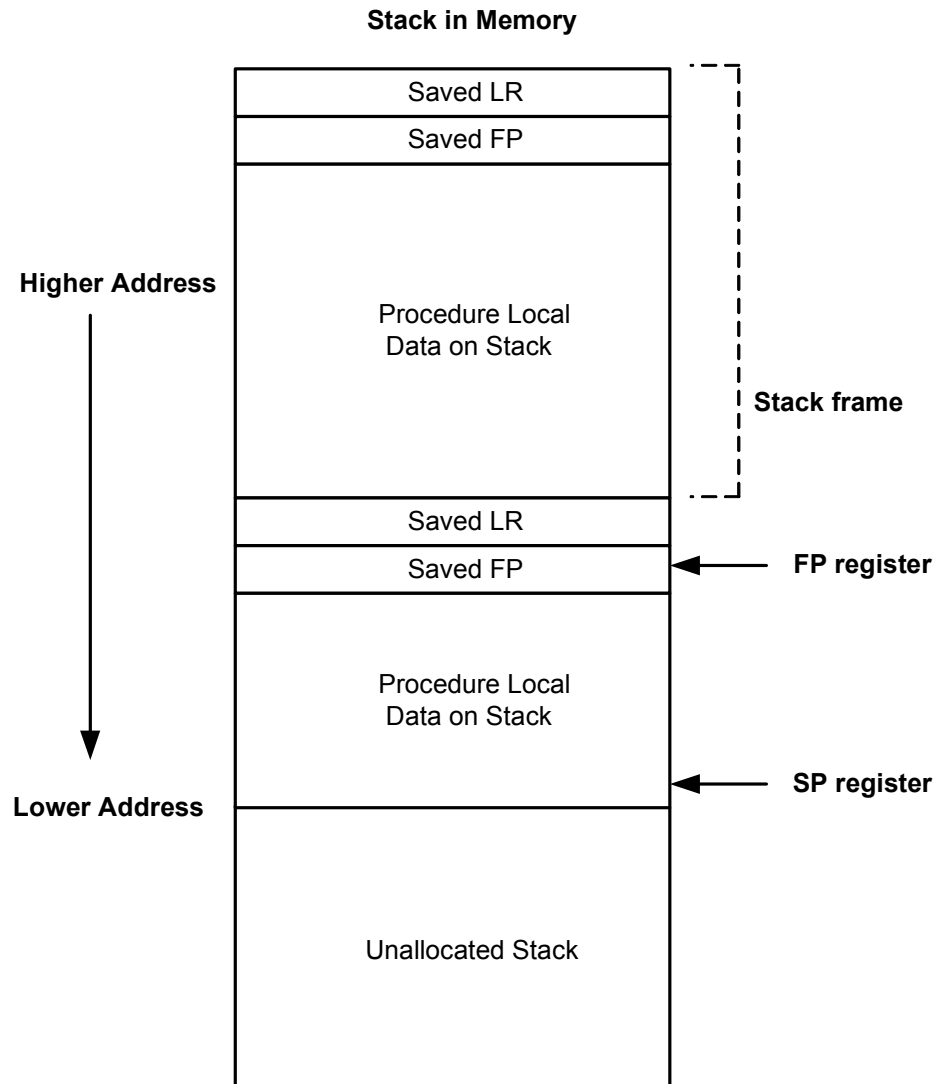 Stack in Memory
Saved LR
Saved FP
Higher Address
Procedure Local
Data on Stack
Stack frame
Saved LR
Saved FP
FP register
Procedure Local
Data on Stack
SP register
Lower Address
Unallocated Stack